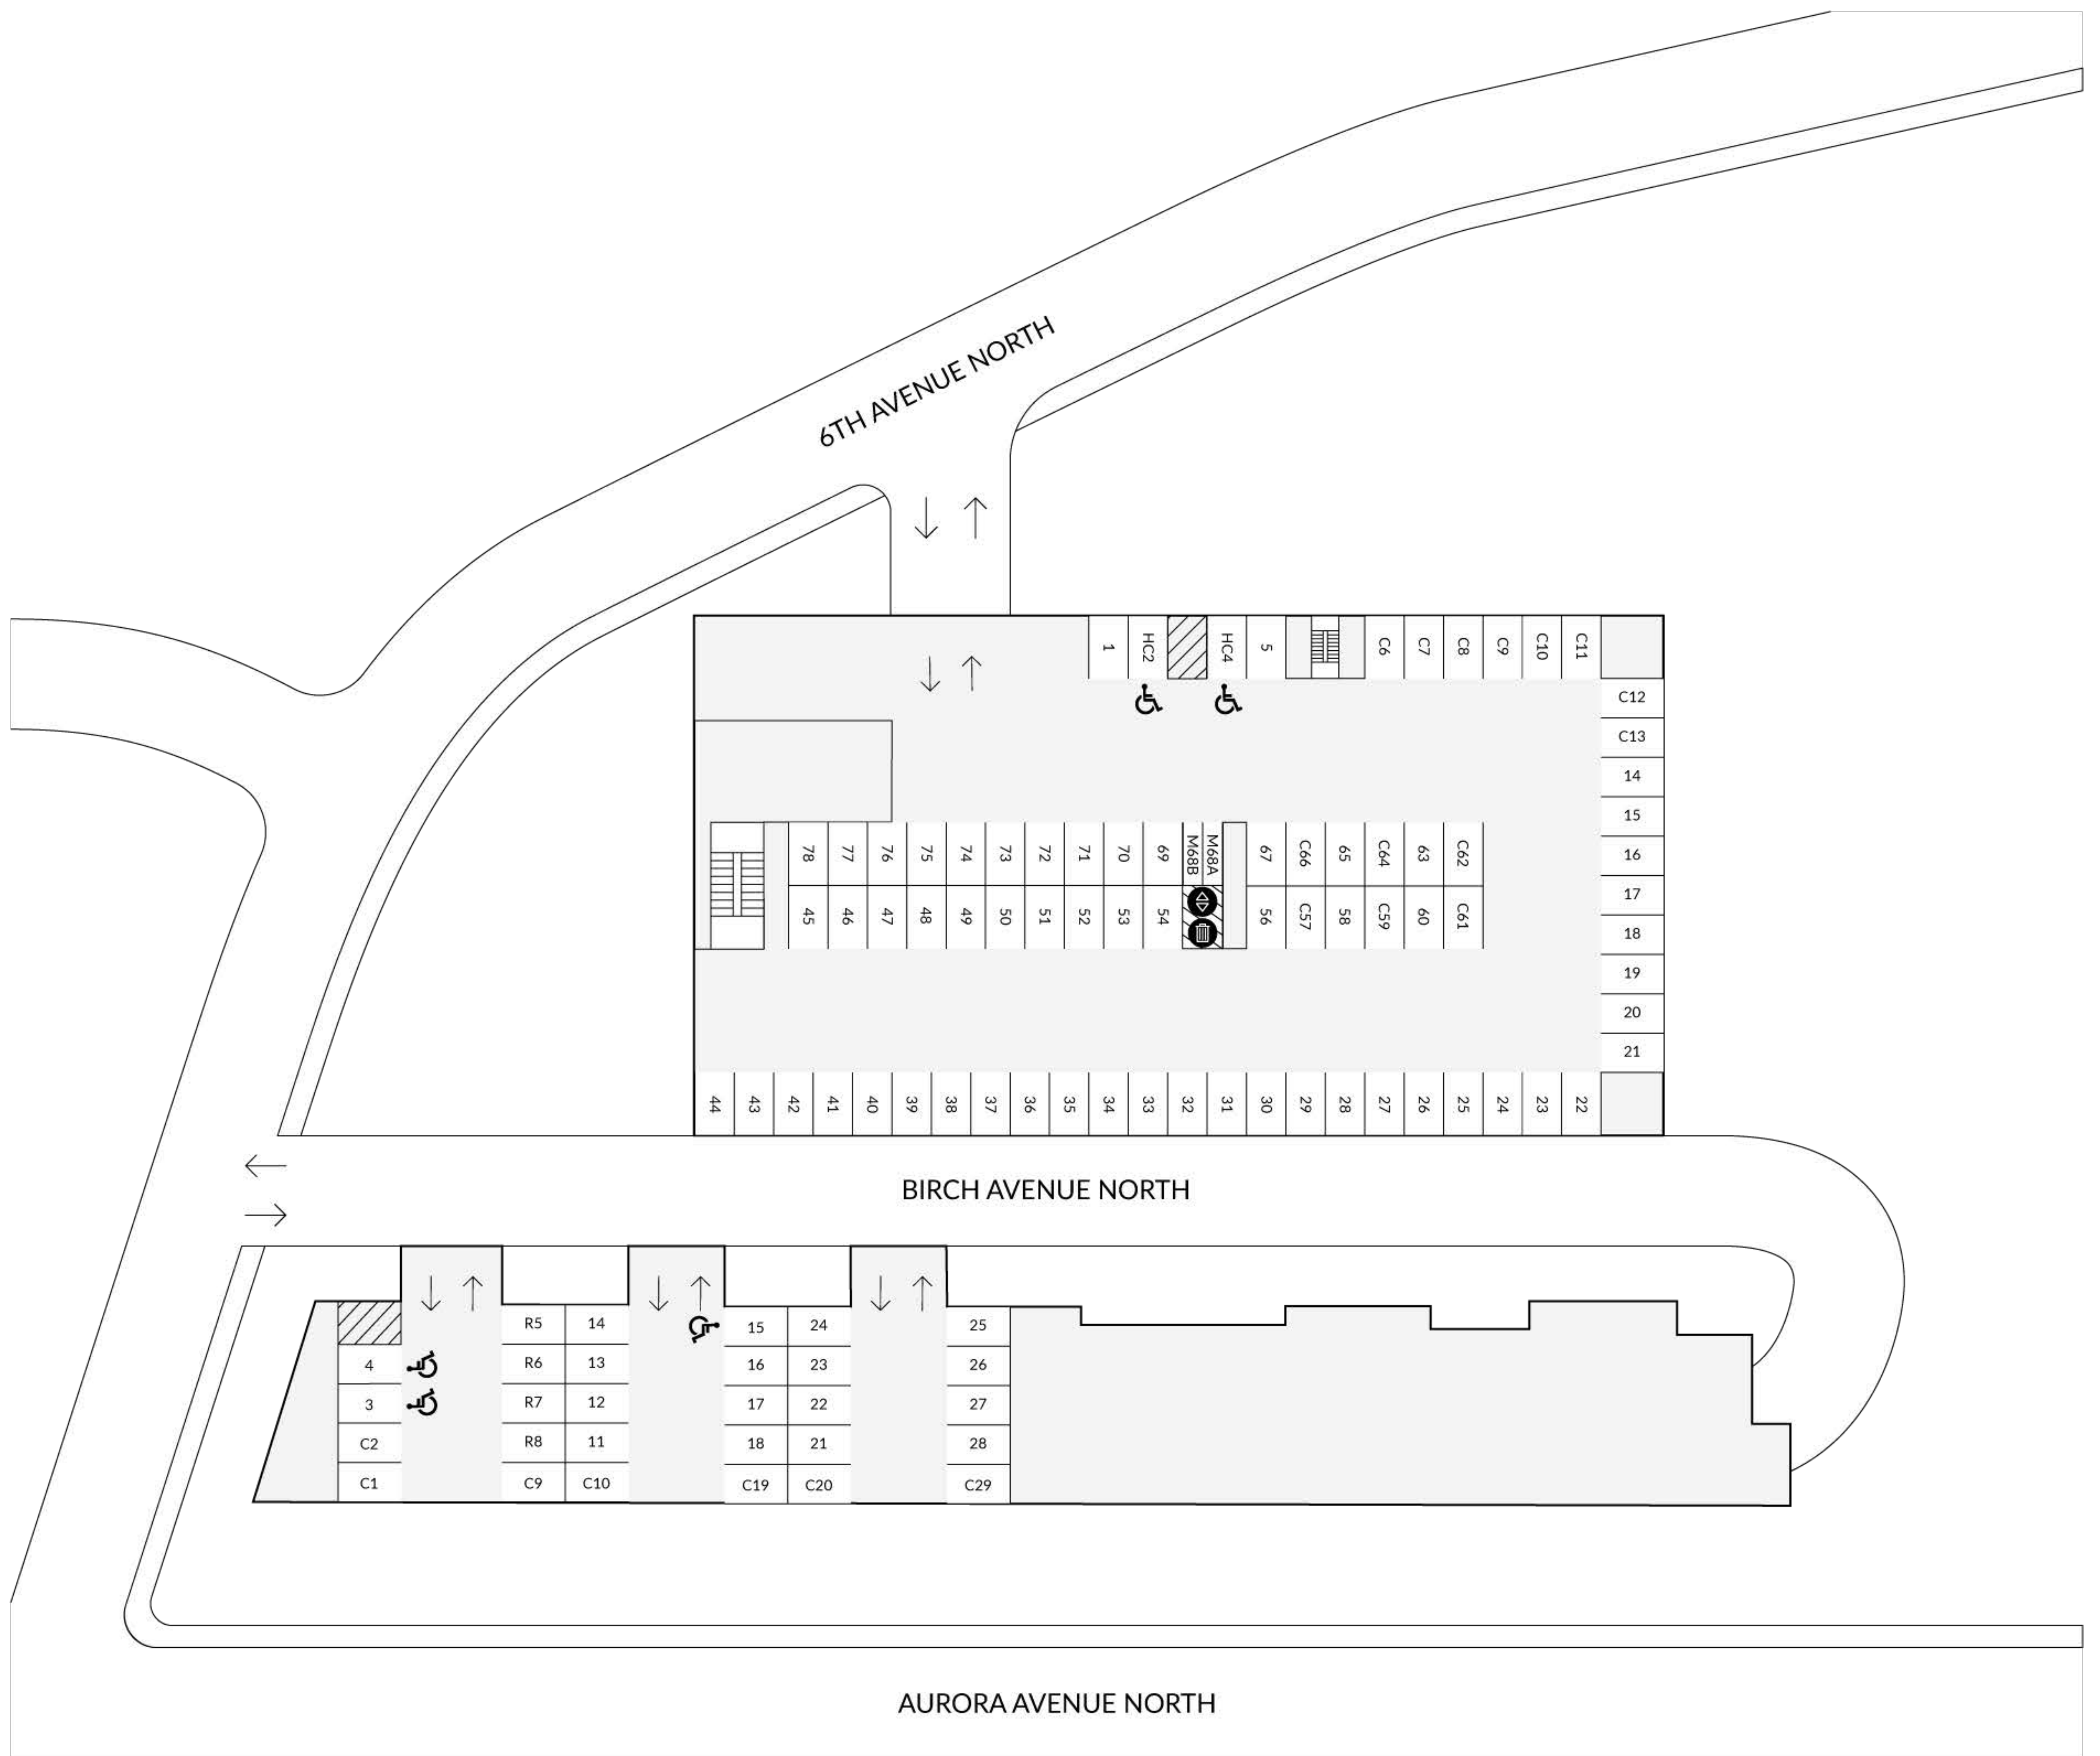 6TH AVENUE NORTH
1 HC2 HC4 5 C6 C7 C8 C9 C10 C11
C12
C13
14
15
16
17
18
19
20
21
78 77 76 75 74 73 72 71 70 69 M68B M68A 67 C66 65 C64 63 C62
45 46 47 48 49 50 51 52 53 54 56 C57 58 C59 60 C61
44 43 42 41 40 39 38 37 36 35 34 33 32 31 30 29 28 27 26 25 24 23 22
BIRCH AVENUE NORTH
R5 14 15 24 25
4 R6 13 16 23 26
3 R7 12 17 22 27
C2 R8 11 18 21 28
C1 C9 C10 C19 C20 C29
AURORA AVENUE NORTH